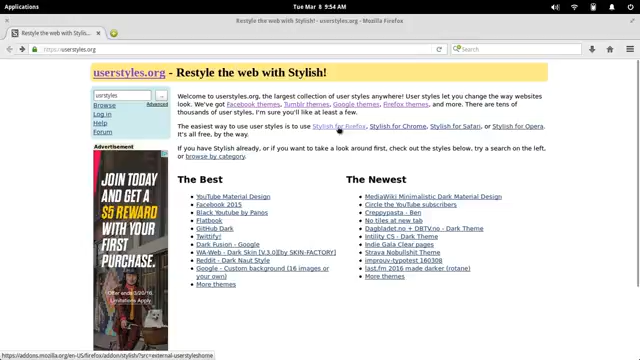 Applications
Tue Mar 8 9:54 AM
Restyle the web with Stylish! - userstyles.org - Mozilla Firefox
Restyle the web with Stylis...
https://userstyles.org
Search
userstyles.org - Restyle the web with Stylish!
usrstyles
...
Browse
Advanced
Log in
Help
Forum
Welcome to userstyles.org, the largest collection of user styles anywhere! User styles let you change the way websites
look. We've got Facebook themes, Tumblr themes, Google themes, Firefox themes, and more. There are tens of
thousands of user styles. I'm sure you'll like at least a few.
The easiest way to use user styles is to use Stylish for Firefox, Stylish for Chrome, Stylish for Safari, or Stylish for Opera.
It's all free, by the way.
If you have Stylish already, or if you want to take a look around first, check out the styles below, try a search on the left,
or browse by category.
Advertisement
JOIN TODAY
AND GET A
$5 REWARD
WITH YOUR
FIRST
PURCHASE.
Offer ends 3/20/16
Limitations Apply
The Best
YouTube Material Design
Facebook 2015
Black Youtube by Panos
Flatbook
GitHub Dark
Twittify!
Dark Fusion - Google
WA-Web - Dark Skin [V.3.0][by SKIN-FACTORY]
Reddit - Dark Naut Style
Google - Custom background (16 images or
your own)
More themes
The Newest
MediaWiki Minimalistic Dark Material Design
Circle the YouTube subscribers
Creppypasta - Ben
No tiles at new tab
Dagbladet.no + DBTV.no - Dark Theme
Intility CS - Dark Theme
Indie Gala Clear pages
Strava Nobullshit Theme
improuv-typotest 160308
last.fm 2016 made darker (rotane)
More themes
https://addons.mozilla.org/en-US/firefox/addon/stylish/?src=external-userstyleshome